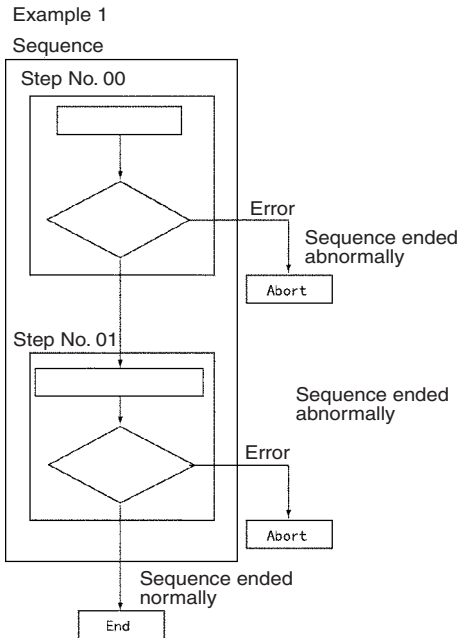 Example 1
Sequence
Step No. 00
Error
Sequence ended
abnormally
Abort
Step No. 01
Sequence ended
abnormally
Error
Abort
Sequence ended
normally
End